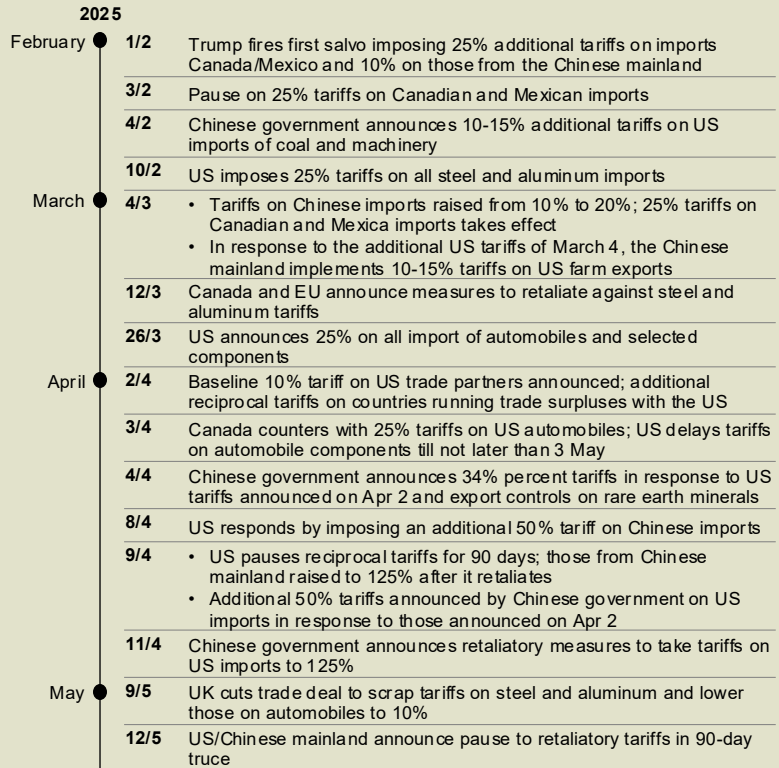 2025
February
1/2 Trump fires first salvo imposing 25% additional tariffs on imports
Canada/Mexico and 10% on those from the Chinese mainland
3/2 Pause on 25% tariffs on Canadian and Mexican imports
4/2 Chinese government announces 10-15% additional tariffs on US
imports of coal and machinery
10/2 US imposes 25% tariffs on all steel and aluminum imports
March
4/3 • Tariffs on Chinese imports raised from 10% to 20%; 25% tariffs on
Canadian and Mexica imports takes effect
• In response to the additional US tariffs of March 4, the Chinese
mainland implements 10-15% tariffs on US farm exports
12/3 Canada and EU announce measures to retaliate against steel and
aluminum tariffs
26/3 US announces 25% on all import of automobiles and selected
components
April
2/4 Baseline 10% tariff on US trade partners announced; additional
reciprocal tariffs on countries running trade surpluses with the US
3/4 Canada counters with 25% tariffs on US automobiles; US delays tariffs
on automobile components till not later than 3 May
4/4 Chinese government announces 34% percent tariffs in response to US
tariffs announced on Apr 2 and export controls on rare earth minerals
8/4 US responds by imposing an additional 50% tariff on Chinese imports
9/4 • US pauses reciprocal tariffs for 90 days; those from Chinese
mainland raised to 125% after it retaliates
• Additional 50% tariffs announced by Chinese government on US
imports in response to those announced on Apr 2
11/4 Chinese government announces retaliatory measures to take tariffs on
US imports to 125%
May
9/5 UK cuts trade deal to scrap tariffs on steel and aluminum and lower
those on automobiles to 10%
12/5 US/Chinese mainland announce pause to retaliatory tariffs in 90-day
truce